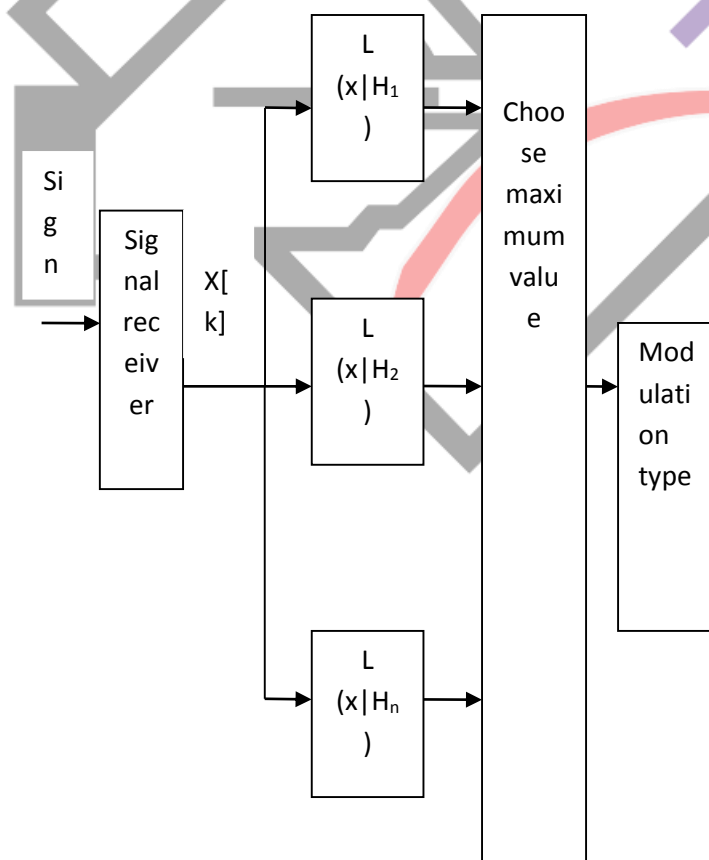 Si
g
n
Sig
nal
rec
eiv
er
X[
k]
L
(x|H₁
)
L
(x|H₂
)
L
(x|Hₙ
)
Choo
se
maxi
mum
valu
e
Mod
ulati
on
type